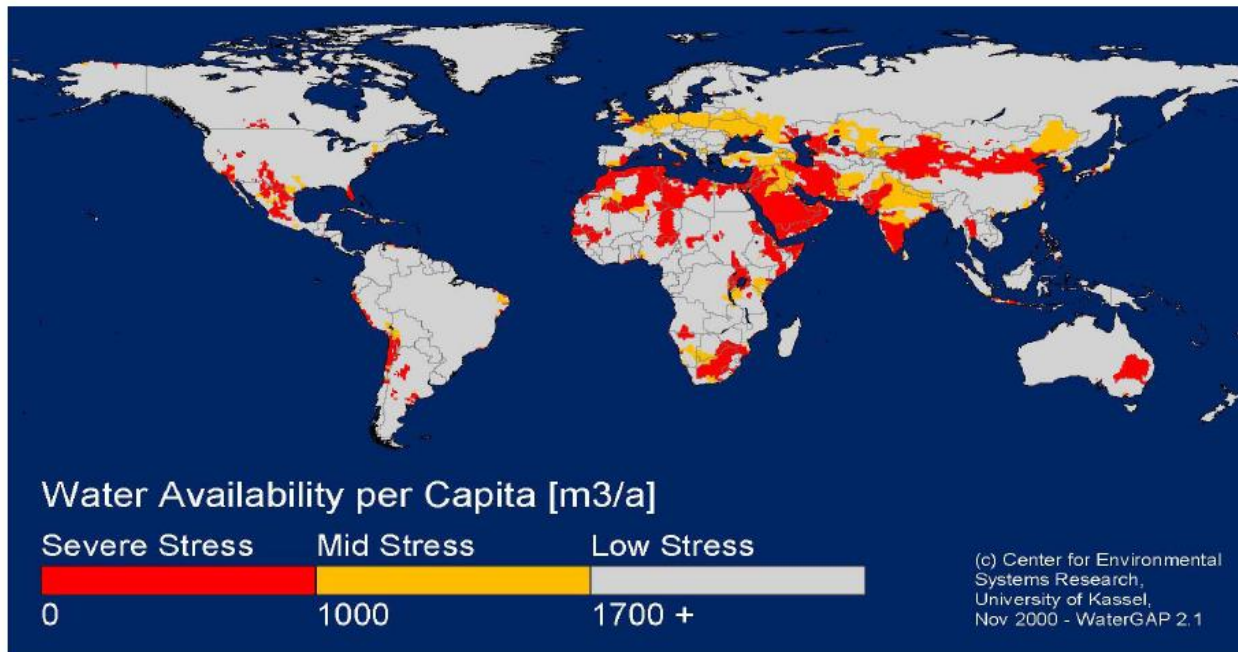 Water Availability per Capita [m3/a]
Severe Stress Mid Stress Low Stress
0 1000 1700 +
(c) Center for Environmental
Systems Research,
University of Kassel,
Nov 2000 - WaterGAP 2.1